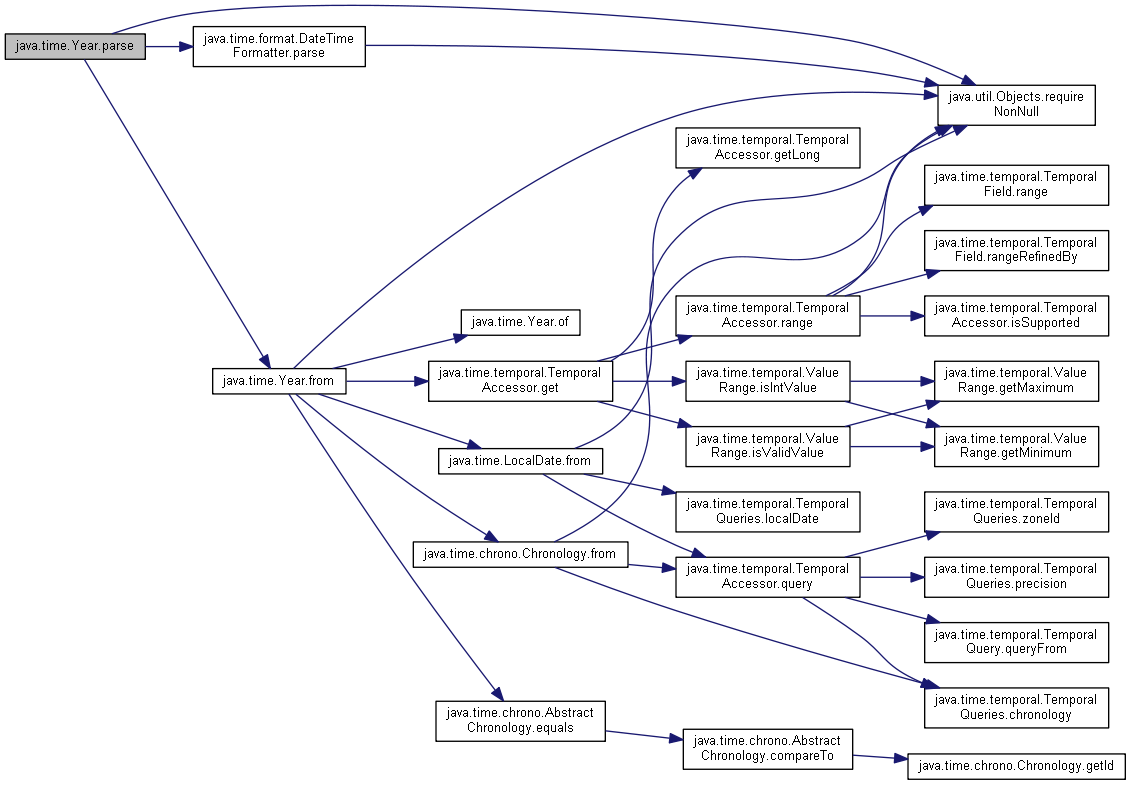 java.time.Year.parse
java.time.format.DateTime
Formatter.parse
java.util.Objects.require
NonNull
java.time.temporal.Temporal
Accessor.getLong
java.time.temporal.Temporal
Field.range
java.time.temporal.Temporal
Field.rangeRefinedBy
java.time.temporal.Temporal
Accessor.range
java.time.temporal.Temporal
Accessor.isSupported
java.time.Year.of
java.time.Year.from
java.time.temporal.Temporal
Accessor.get
java.time.temporal.Value
Range.isIntValue
java.time.temporal.Value
Range.getMaximum
java.time.temporal.Value
Range.isValidValue
java.time.temporal.Value
Range.getMinimum
java.time.LocalDate.from
java.time.temporal.Temporal
Queries.localDate
java.time.temporal.Temporal
Queries.zoneId
java.time.chrono.Chronology.from
java.time.temporal.Temporal
Accessor.query
java.time.temporal.Temporal
Queries.precision
java.time.temporal.Temporal
Query.queryFrom
java.time.temporal.Temporal
Queries.chronology
java.time.chrono.Abstract
Chronology.equals
java.time.chrono.Abstract
Chronology.compareTo
java.time.chrono.Chronology.getId